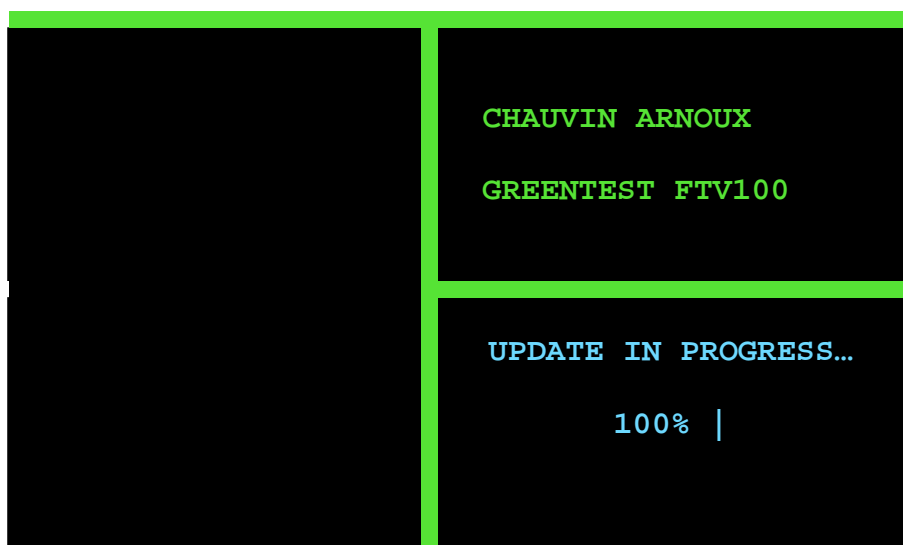 CHAUVIN ARNOUX
GREENTEST FTV100
UPDATE IN PROGRESS…
100% |